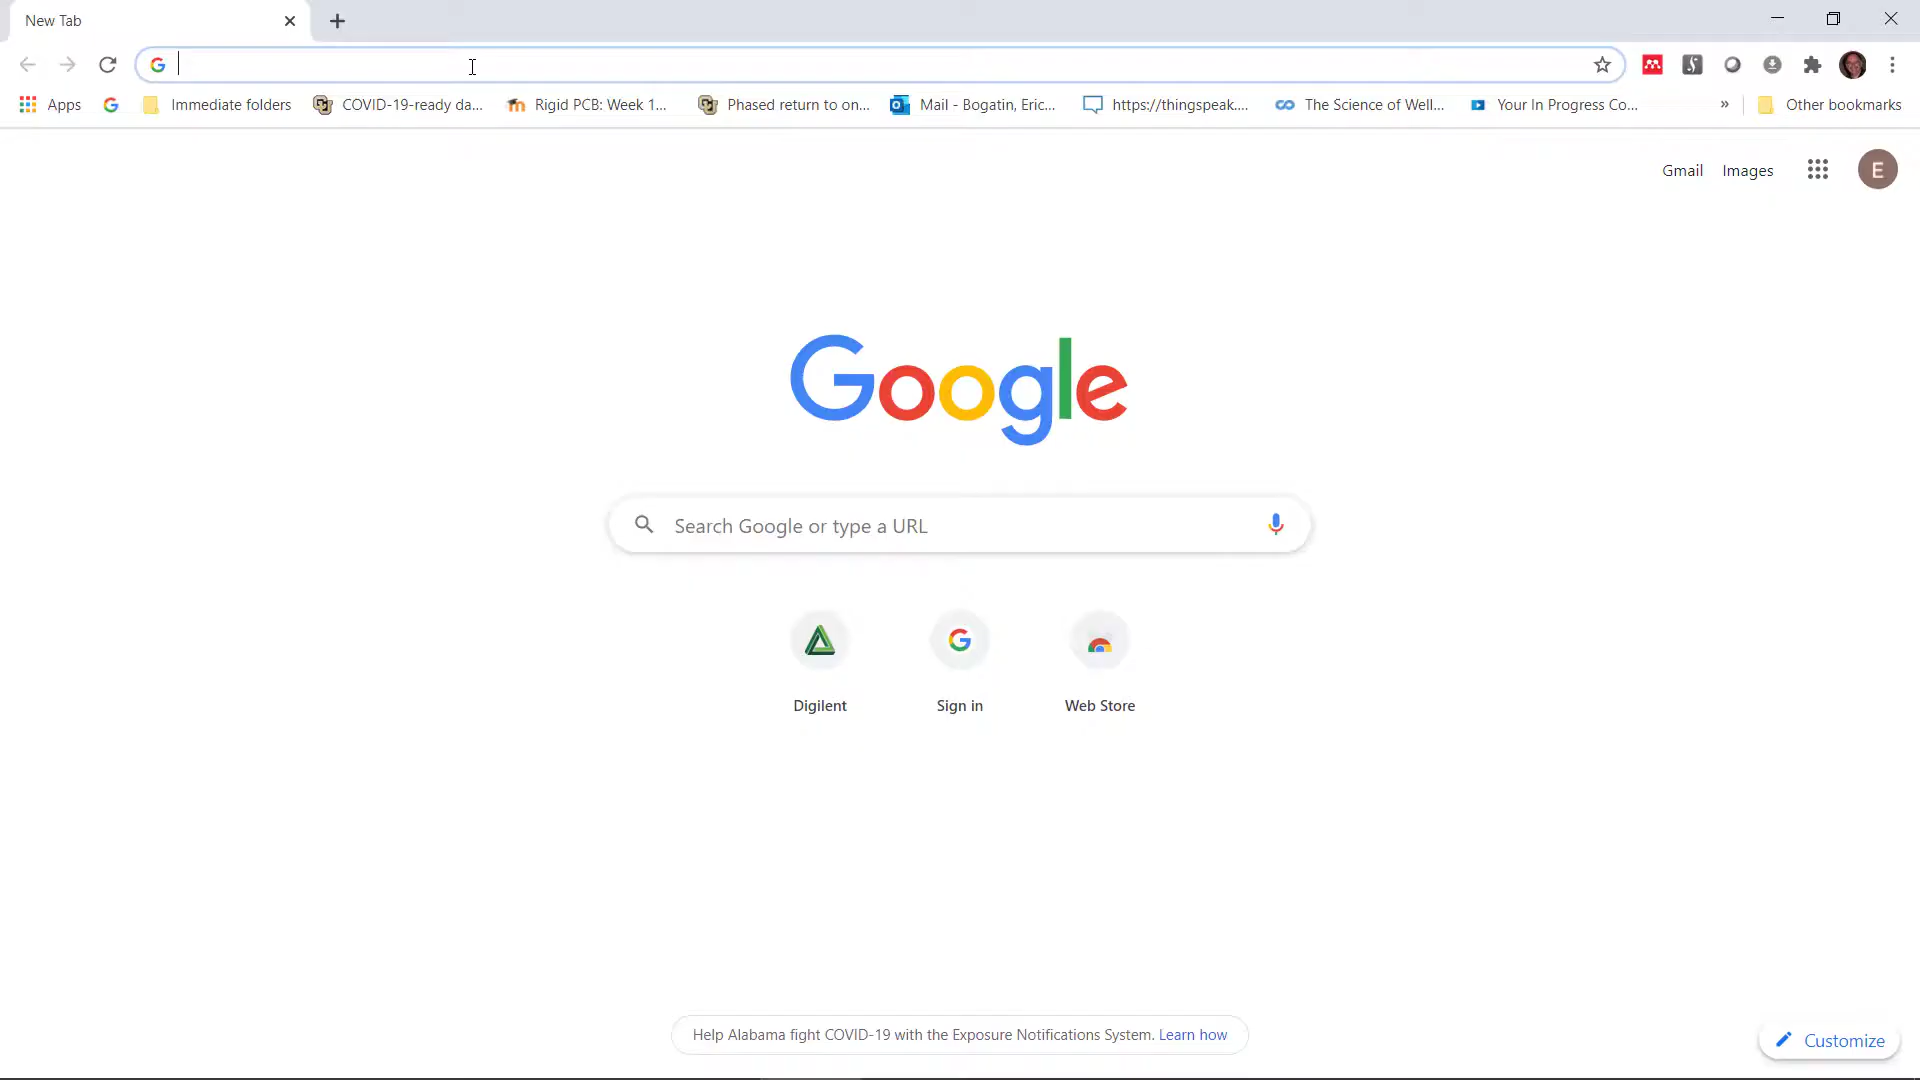 New Tab
Apps
Immediate folders
COVID-19-ready da...
Rigid PCB: Week 1...
Phased return to on...
Mail - Bogatin, Eric...
https://thingspeak....
The Science of Well...
Your In Progress Co...
»
Other bookmarks
Gmail
Images
E
Google
Search Google or type a URL
Digilent
Sign in
Web Store
Help Alabama fight COVID-19 with the Exposure Notifications System. Learn how
Customize